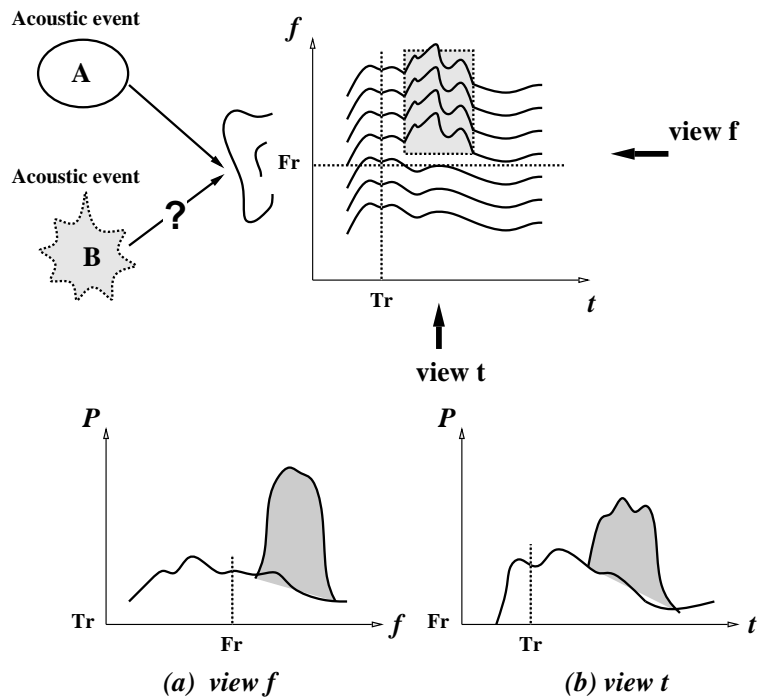 Acoustic event
A
Acoustic event
B
?
f
Fr
Tr
t
view f
view t
P
Tr
Fr
f
(a) view f
P
Fr
Tr
t
(b) view t